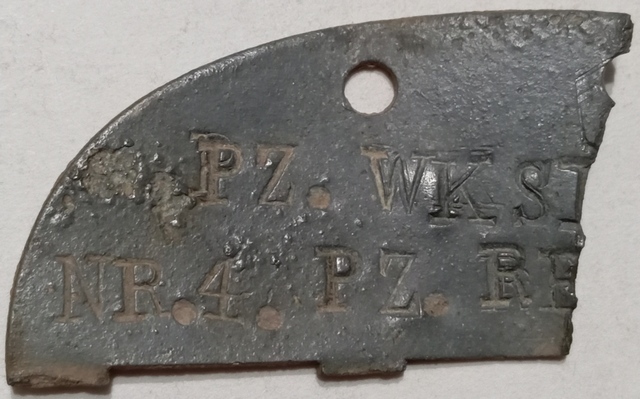 PZ. WKST
NR.4. PZ. RE